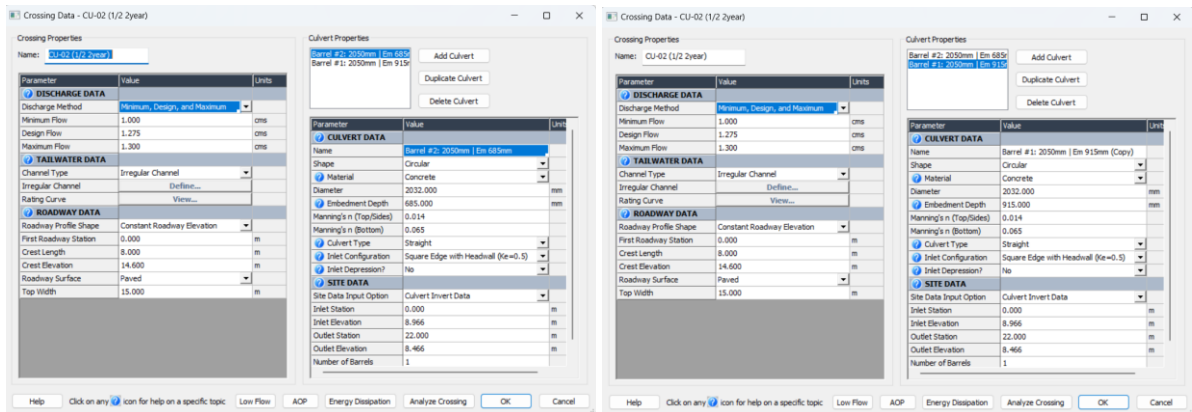 Crossing Data - CU-02 (1/2 2year)
Crossing Properties
Name: CU-02 (1/2 2year)
Parameter Value Units
DISCHARGE DATA
Discharge Method Minimum, Design, and Maximum
Minimum Flow 1.000 cms
Design Flow 1.275 cms
Maximum Flow 1.300 cms
TAILWATER DATA
Channel Type Irregular Channel
Irregular Channel Define...
Rating Curve View...
ROADWAY DATA
Roadway Profile Shape Constant Roadway Elevation
First Roadway Station 0.000 m
Crest Length 8.000 m
Crest Elevation 14.600 m
Roadway Surface Paved
Top Width 15.000 m
Culvert Properties
Barrel #2: 2050mm | Em 685r
Barrel #1: 2050mm | Em 915r
Add Culvert
Duplicate Culvert
Delete Culvert
Parameter Value Unit
CULVERT DATA
Name Barrel #2: 2050mm | Em 685mm
Shape Circular
Material Concrete
Diameter 2032.000 mm
Embedment Depth 685.000 mm
Manning's n (Top/Sides) 0.014
Manning's n (Bottom) 0.065
Culvert Type Straight
Inlet Configuration Square Edge with Headwall (Ke=0.5)
Inlet Depression? No
SITE DATA
Site Data Input Option Culvert Invert Data
Inlet Station 0.000 m
Inlet Elevation 8.966 m
Outlet Station 22.000 m
Outlet Elevation 8.466 m
Number of Barrels 1
Help Click on any ? icon for help on a specific topic Low Flow AOP Energy Dissipation Analyze Crossing OK Cancel
Crossing Data - CU-02 (1/2 2year)
Crossing Properties
Name: CU-02 (1/2 2year)
Parameter Value Units
DISCHARGE DATA
Discharge Method Minimum, Design, and Maximum
Minimum Flow 1.000 cms
Design Flow 1.275 cms
Maximum Flow 1.300 cms
TAILWATER DATA
Channel Type Irregular Channel
Irregular Channel Define...
Rating Curve View...
ROADWAY DATA
Roadway Profile Shape Constant Roadway Elevation
First Roadway Station 0.000 m
Crest Length 8.000 m
Crest Elevation 14.600 m
Roadway Surface Paved
Top Width 15.000 m
Culvert Properties
Barrel #2: 2050mm | Em 685r
Barrel #1: 2050mm | Em 915r
Add Culvert
Duplicate Culvert
Delete Culvert
Parameter Value Unit
CULVERT DATA
Name Barrel #1: 2050mm | Em 915mm (Copy)
Shape Circular
Material Concrete
Diameter 2032.000 mm
Embedment Depth 915.000 mm
Manning's n (Top/Sides) 0.014
Manning's n (Bottom) 0.065
Culvert Type Straight
Inlet Configuration Square Edge with Headwall (Ke=0.5)
Inlet Depression? No
SITE DATA
Site Data Input Option Culvert Invert Data
Inlet Station 0.000 m
Inlet Elevation 8.966 m
Outlet Station 22.000 m
Outlet Elevation 8.466 m
Number of Barrels 1
Help Click on any ? icon for help on a specific topic Low Flow AOP Energy Dissipation Analyze Crossing OK Cancel